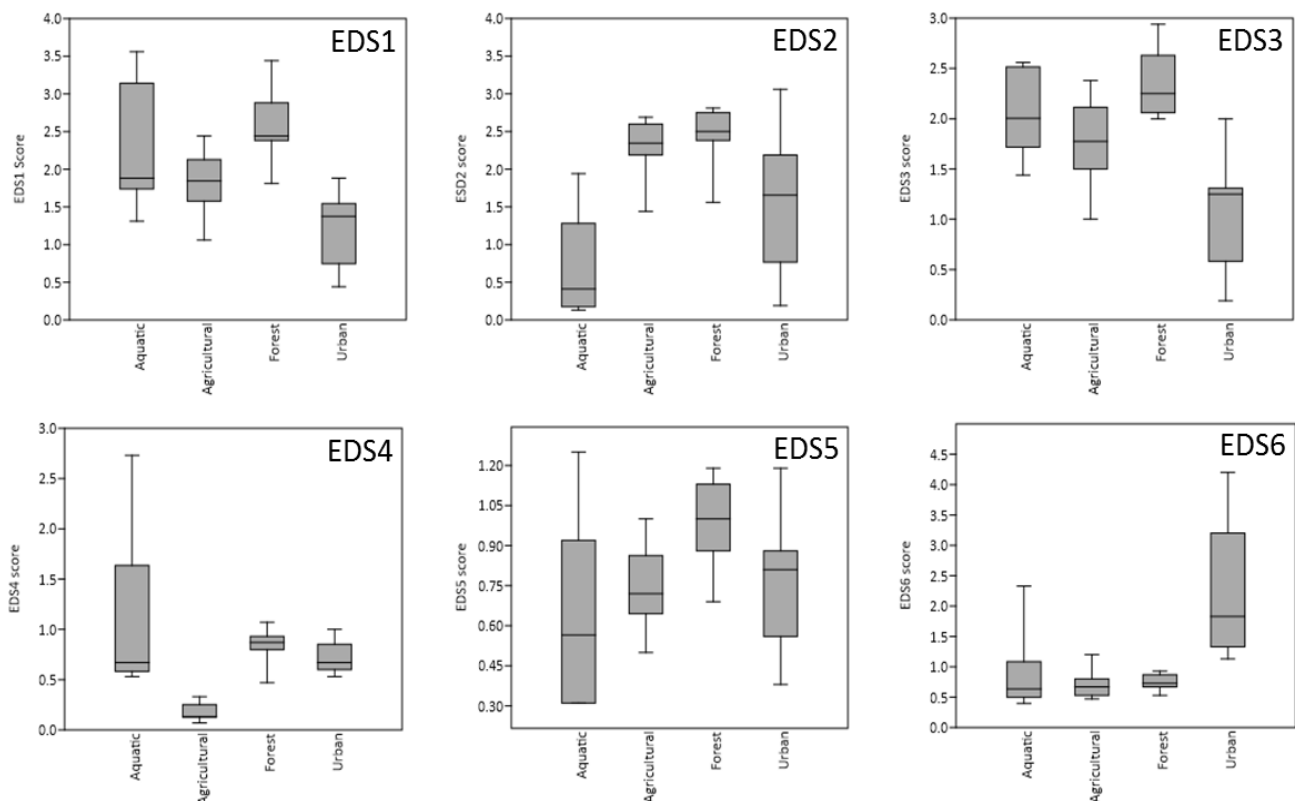 EDS1
EDS1 Score
4.0
3.5
3.0
2.5
2.0
1.5
1.0
0.5
0.0
Aquatic
Agricultural
Forest
Urban
EDS2
ESD2 score
4.0
3.5
3.0
2.5
2.0
1.5
1.0
0.5
0.0
Aquatic
Agricultural
Forest
Urban
EDS3
EDS3 score
3.0
2.5
2.0
1.5
1.0
0.5
0.0
Aquatic
Agricultural
Forest
Urban
EDS4
EDS4 score
3.0
2.5
2.0
1.5
1.0
0.5
0.0
Aquatic
Agricultural
Forest
Urban
EDS5
EDS5 score
1.20
1.05
0.90
0.75
0.60
0.45
0.30
Aquatic
Agricultural
Forest
Urban
EDS6
EDS6 score
4.5
4.0
3.5
3.0
2.5
2.0
1.5
1.0
0.5
0.0
Aquatic
Agricultural
Forest
Urban